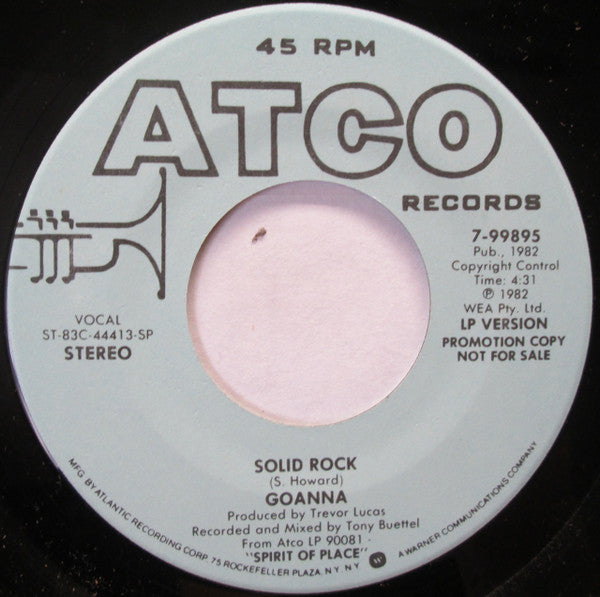 45 RPM
ATCO
RECORDS
7-99895
Pub., 1982
Copyright Control
Time: 4:31
℗ 1982
WEA Pty. Ltd.
LP VERSION
PROMOTION COPY
NOT FOR SALE
VOCAL
ST-83C-44413-SP
STEREO
SOLID ROCK
(S. Howard)
GOANNA
Produced by Trevor Lucas
Recorded and Mixed by Tony Buettel
From Atco LP 90081 -
"SPIRIT OF PLACE"
MFG. BY ATLANTIC RECORDING CORP. 75 ROCKEFELLER PLAZA, N.Y. N.Y.
A WARNER COMMUNICATIONS COMPANY